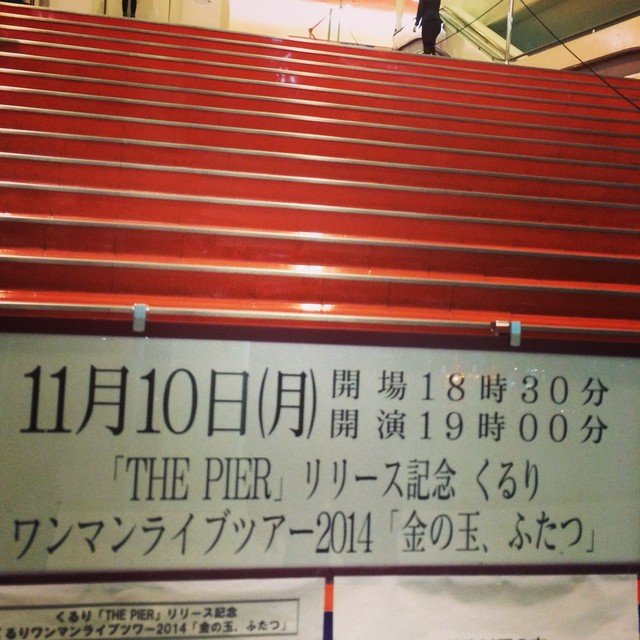 11月10日(月) 開場18時30分
開演19時00分
「THE PIER」リリース記念 くるり
ワンマンライブツアー2014「金の玉、ふたつ」
くるり「THE PIER」リリース記念
くるりワンマンライブツワー2014「金の玉、ふたつ」